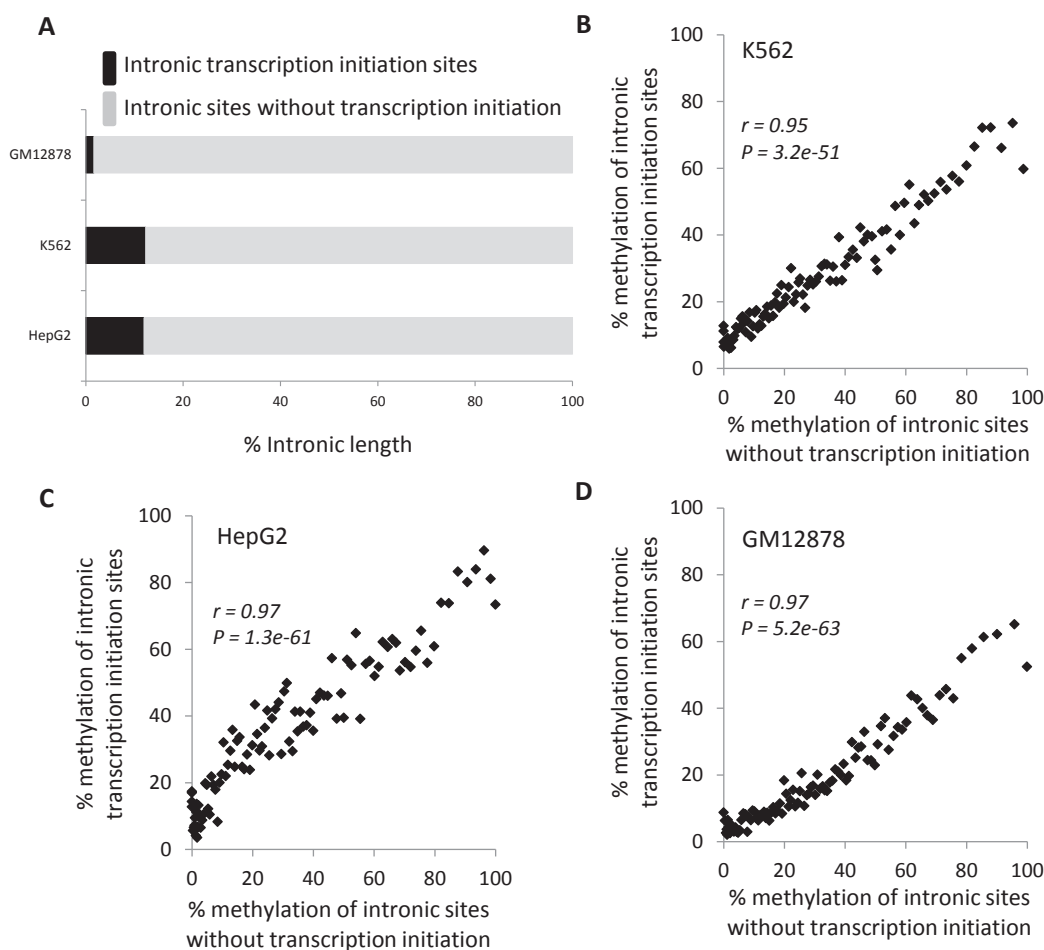 A
Intronic transcription initiation sites
Intronic sites without transcription initiation
GM12878
K562
HepG2
0 20 40 60 80 100
% Intronic length
B
K562
r = 0.95
P = 3.2e-51
100
80
60
40
20
0
0 20 40 60 80 100
% methylation of intronic
transcription initiation sites
% methylation of intronic sites
without transcription initiation
C
HepG2
r = 0.97
P = 1.3e-61
100
80
60
40
20
0
0 20 40 60 80 100
% methylation of intronic
transcription initiation sites
% methylation of intronic sites
without transcription initiation
D
GM12878
r = 0.97
P = 5.2e-63
100
80
60
40
20
0
0 20 40 60 80 100
% methylation of intronic
transcription initiation sites
% methylation of intronic sites
without transcription initiation